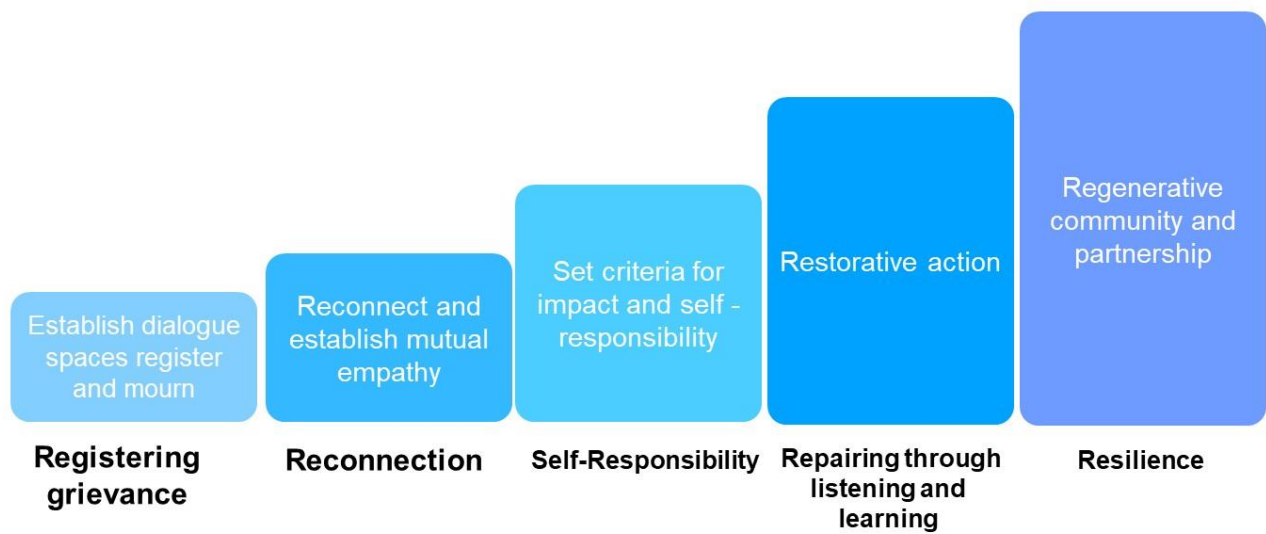 Establish dialogue
spaces register
and mourn
Registering
grievance
Reconnect and
establish mutual
empathy
Reconnection
Set criteria for
impact and self -
responsibility
Self-Responsibility
Restorative action
Repairing through
listening and
learning
Regenerative
community and
partnership
Resilience